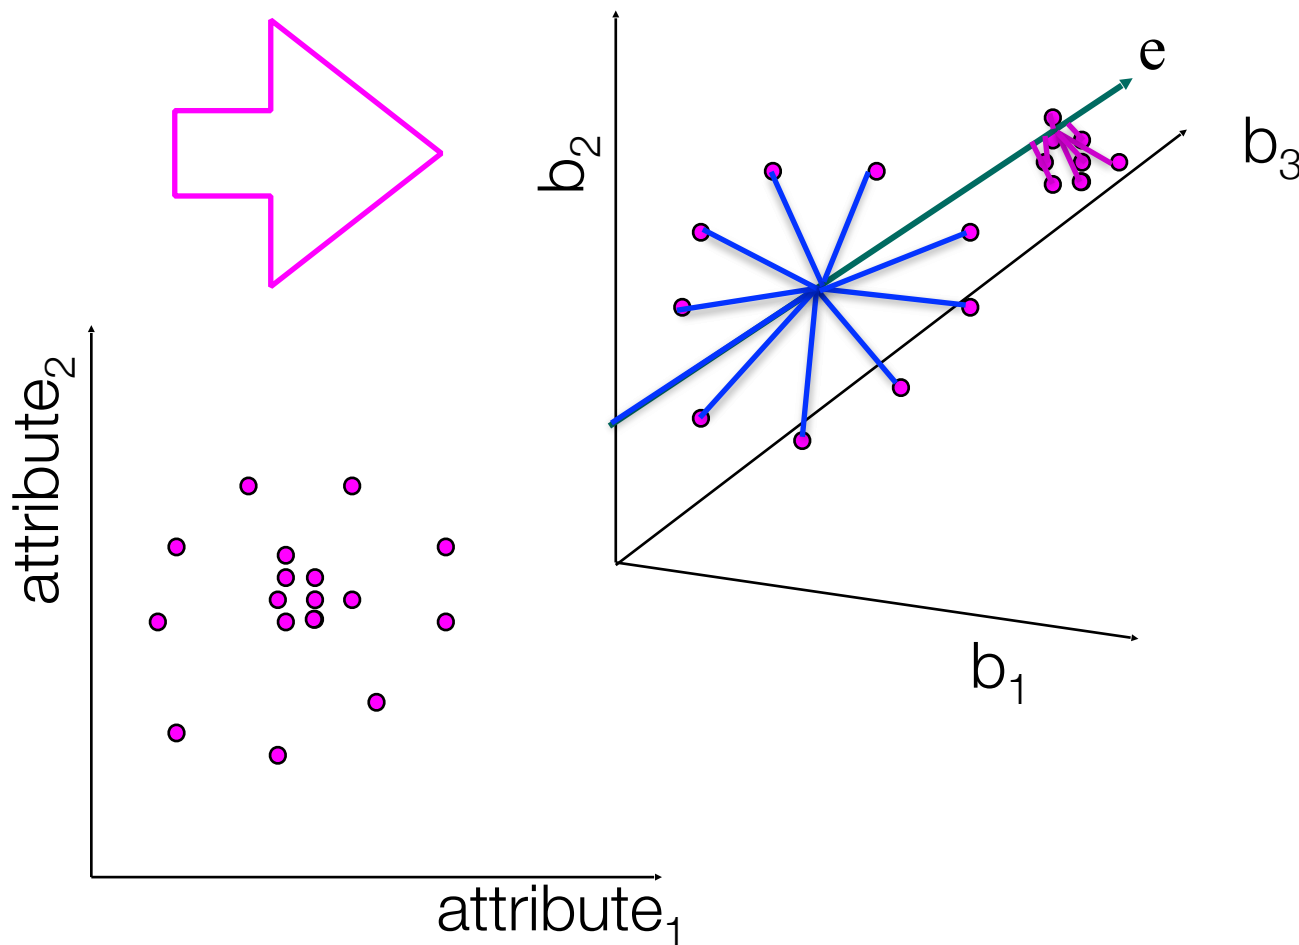 e
b₂
b₃
b₁
attribute₂
attribute₁